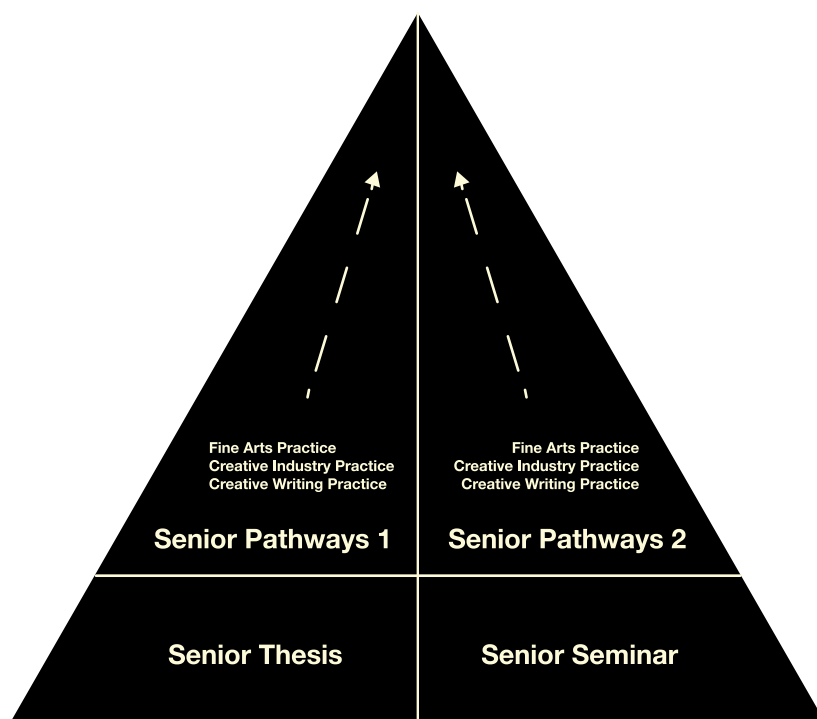 Fine Arts Practice
Creative Industry Practice
Creative Writing Practice
Senior Pathways 1
Fine Arts Practice
Creative Industry Practice
Creative Writing Practice
Senior Pathways 2
Senior Thesis
Senior Seminar